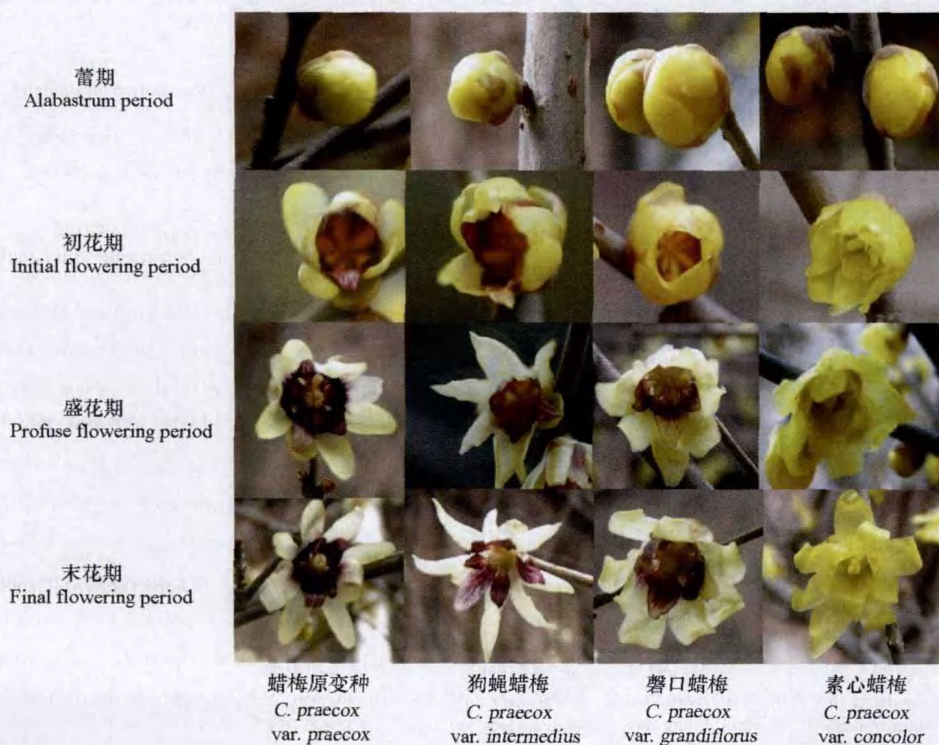 蕾期
Alabastrum period
初花期
Initial flowering period
盛花期
Profuse flowering period
末花期
Final flowering period
蜡梅原变种
C. praecox
var. praecox
狗蝇蜡梅
C. praecox
var. intermedius
磬口蜡梅
C. praecox
var. grandiflorus
素心蜡梅
C. praecox
var. concolor